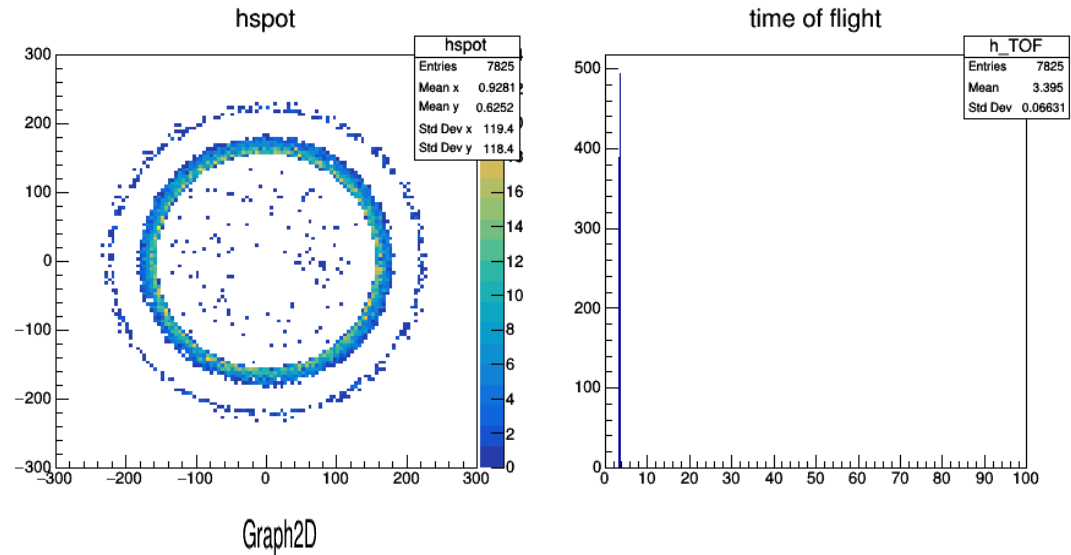 hspot
hspot
Entries 7825
Mean x 0.9281
Mean y 0.6252
Std Dev x 119.4
Std Dev y 118.4
300
200
100
0
−100
−200
−300
−300 −200 −100 0 100 200 300
16
14
12
10
8
6
4
2
0
Graph2D
time of flight
h_TOF
Entries 7825
Mean 3.395
Std Dev 0.06631
500
400
300
200
100
0
0 10 20 30 40 50 60 70 80 90 100